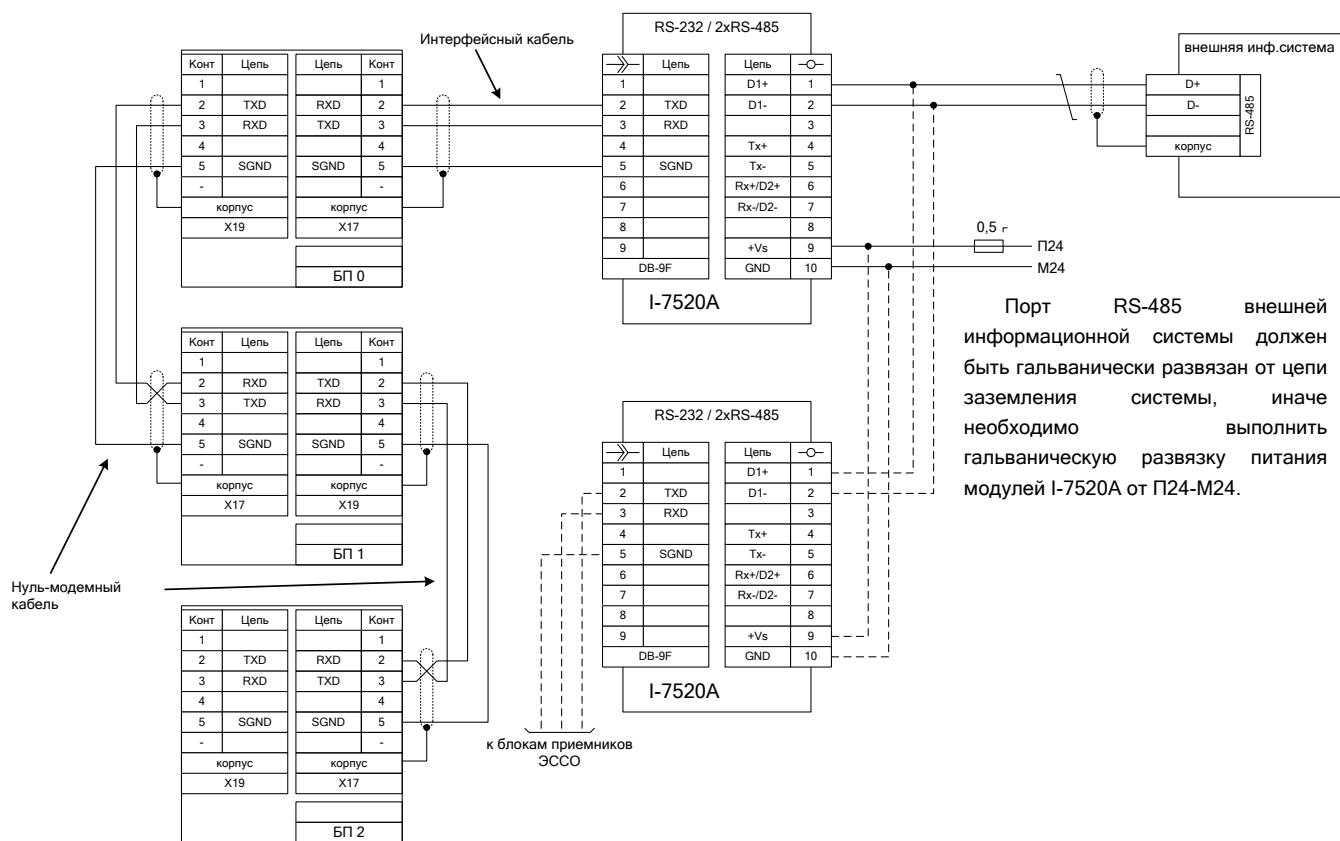 RS-232 / 2xRS-485
Интерфейсный кабель
внешняя инф.система
Конт Цепь Цепь Конт
1 1
2 TXD RXD 2
3 RXD TXD 3
4 4
5 SGND SGND 5
- -
корпус корпус
X19 X17
БП 0
Цепь Цепь
1 D1+ 1
2 TXD D1- 2
3 RXD 3
4 Tx+ 4
5 SGND Tx- 5
6 Rx+/D2+ 6
7 Rx-/D2- 7
8 8
9 +Vs 9
DB-9F GND 10
I-7520A
D+
D-
корпус
RS-485
0,5 г
П24
М24
Порт RS-485 внешней
информационной системы должен
быть гальванически развязан от цепи
заземления системы, иначе
необходимо выполнить
гальваническую развязку питания
модулей I-7520A от П24-М24.
Конт Цепь Цепь Конт
1 1
2 RXD TXD 2
3 TXD RXD 3
4 4
5 SGND SGND 5
- -
корпус корпус
X17 X19
БП 1
RS-232 / 2xRS-485
Цепь Цепь
1 D1+ 1
2 TXD D1- 2
3 RXD 3
4 Tx+ 4
5 SGND Tx- 5
6 Rx+/D2+ 6
7 Rx-/D2- 7
8 8
9 +Vs 9
DB-9F GND 10
I-7520A
к блокам приемников
ЭССО
Нуль-модемный
кабель
Конт Цепь Цепь Конт
1 1
2 TXD RXD 2
3 RXD TXD 3
4 4
5 SGND SGND 5
- -
корпус корпус
X19 X17
БП 2